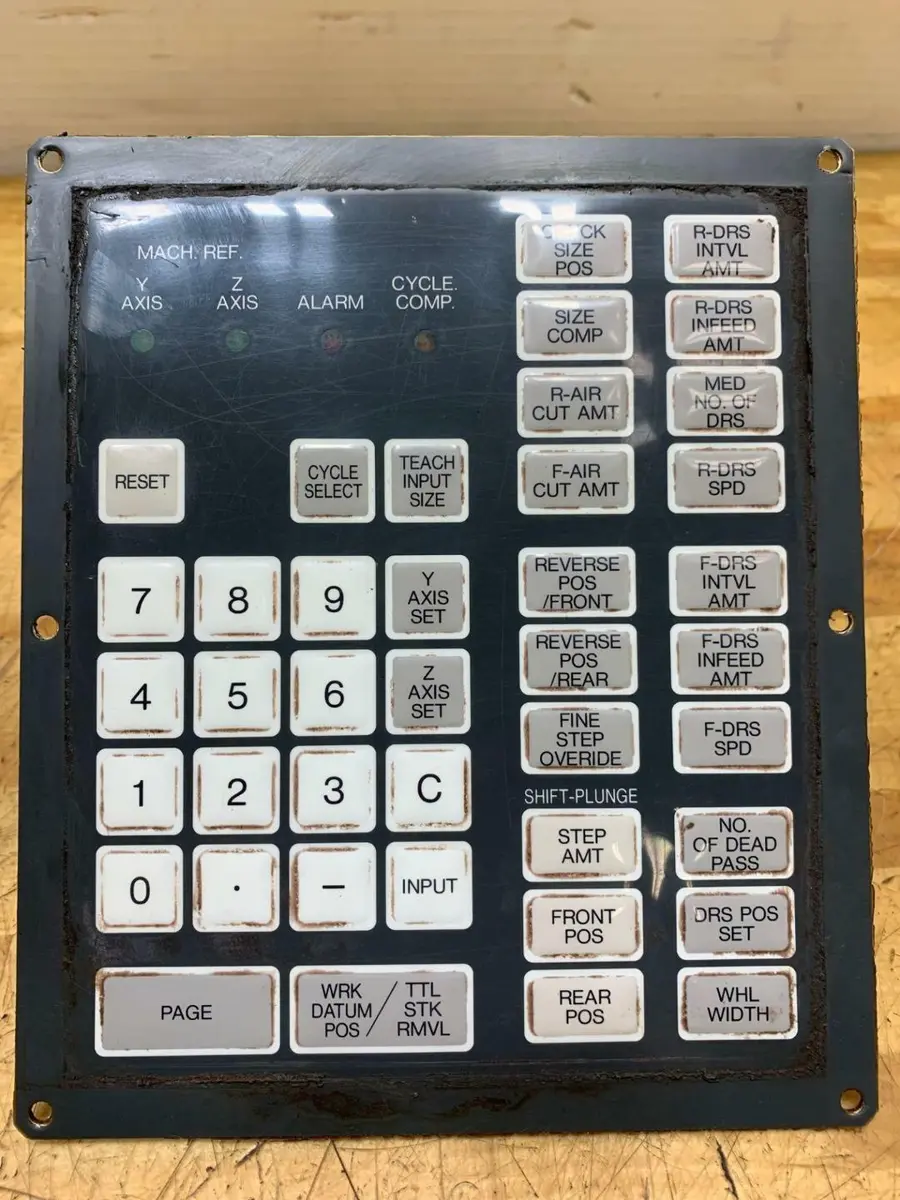 MACH. REF.
Y
AXIS
Z
AXIS
ALARM
CYCLE.
COMP.
RESET
CYCLE
SELECT
TEACH
INPUT
SIZE
7
8
9
Y
AXIS
SET
4
5
6
Z
AXIS
SET
1
2
3
C
0
.
−
INPUT
PAGE
WRK
DATUM
POS
/
TTL
STK
RMVL
SIZE
POS
R-DRS
INTVL
AMT
SIZE
COMP
R-DRS
INFEED
AMT
R-AIR
CUT AMT
MED
NO. OF
DRS
F-AIR
CUT AMT
R-DRS
SPD
REVERSE
POS
/FRONT
F-DRS
INTVL
AMT
REVERSE
POS
/REAR
F-DRS
INFEED
AMT
FINE
STEP
OVERIDE
F-DRS
SPD
SHIFT-PLUNGE
STEP
AMT
NO.
OF DEAD
PASS
FRONT
POS
DRS POS
SET
REAR
POS
WHL
WIDTH